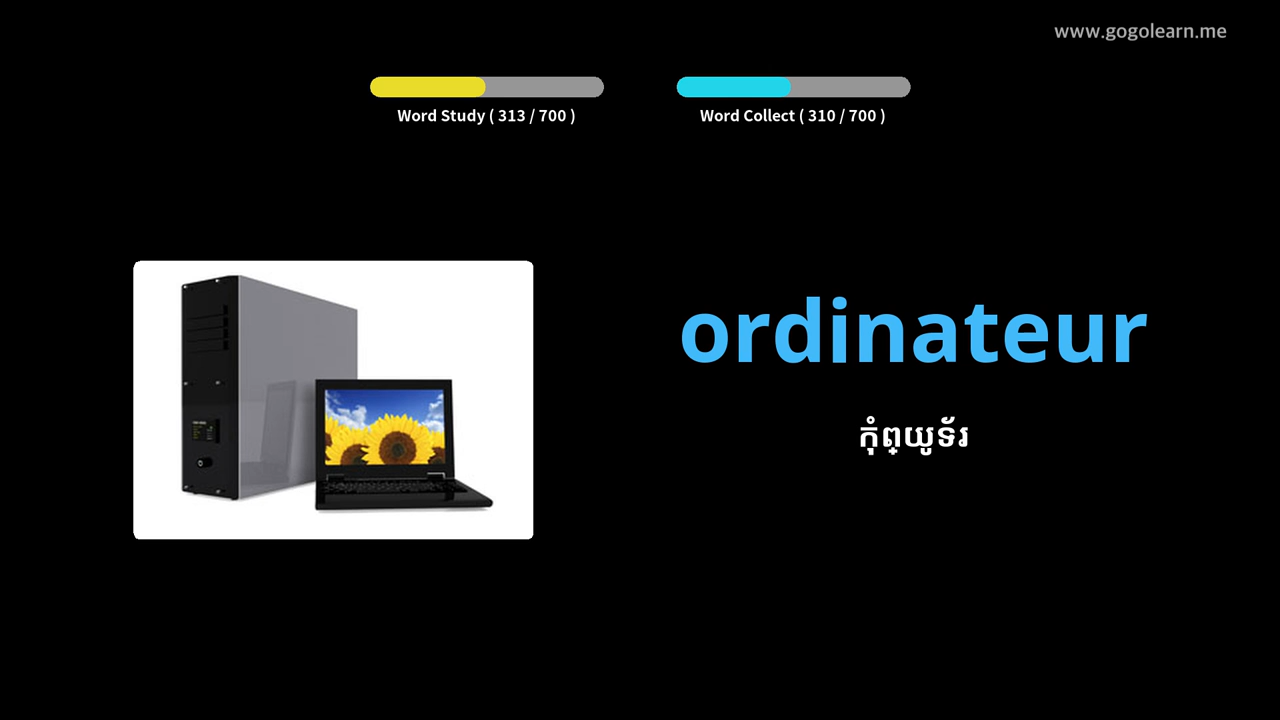 www.gogolearn.me
Word Study ( 313 / 700 )
Word Collect ( 310 / 700 )
ordinateur
កុំព្យូទ័រ